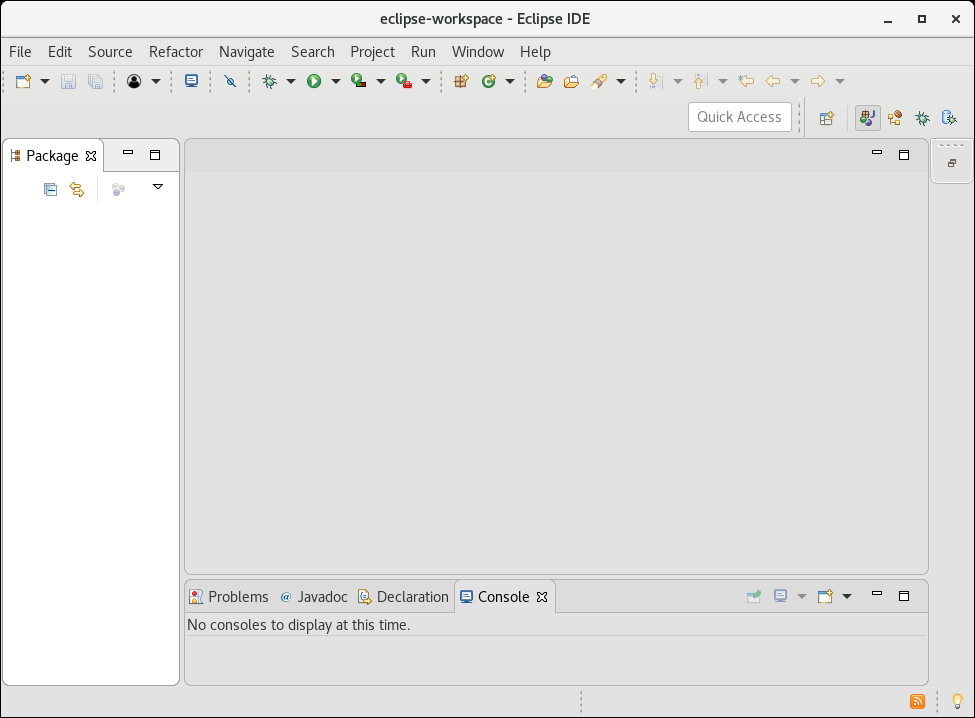 eclipse-workspace - Eclipse IDE
File Edit Source Refactor Navigate Search Project Run Window Help
Quick Access
Package
Problems @ Javadoc Declaration Console
No consoles to display at this time.